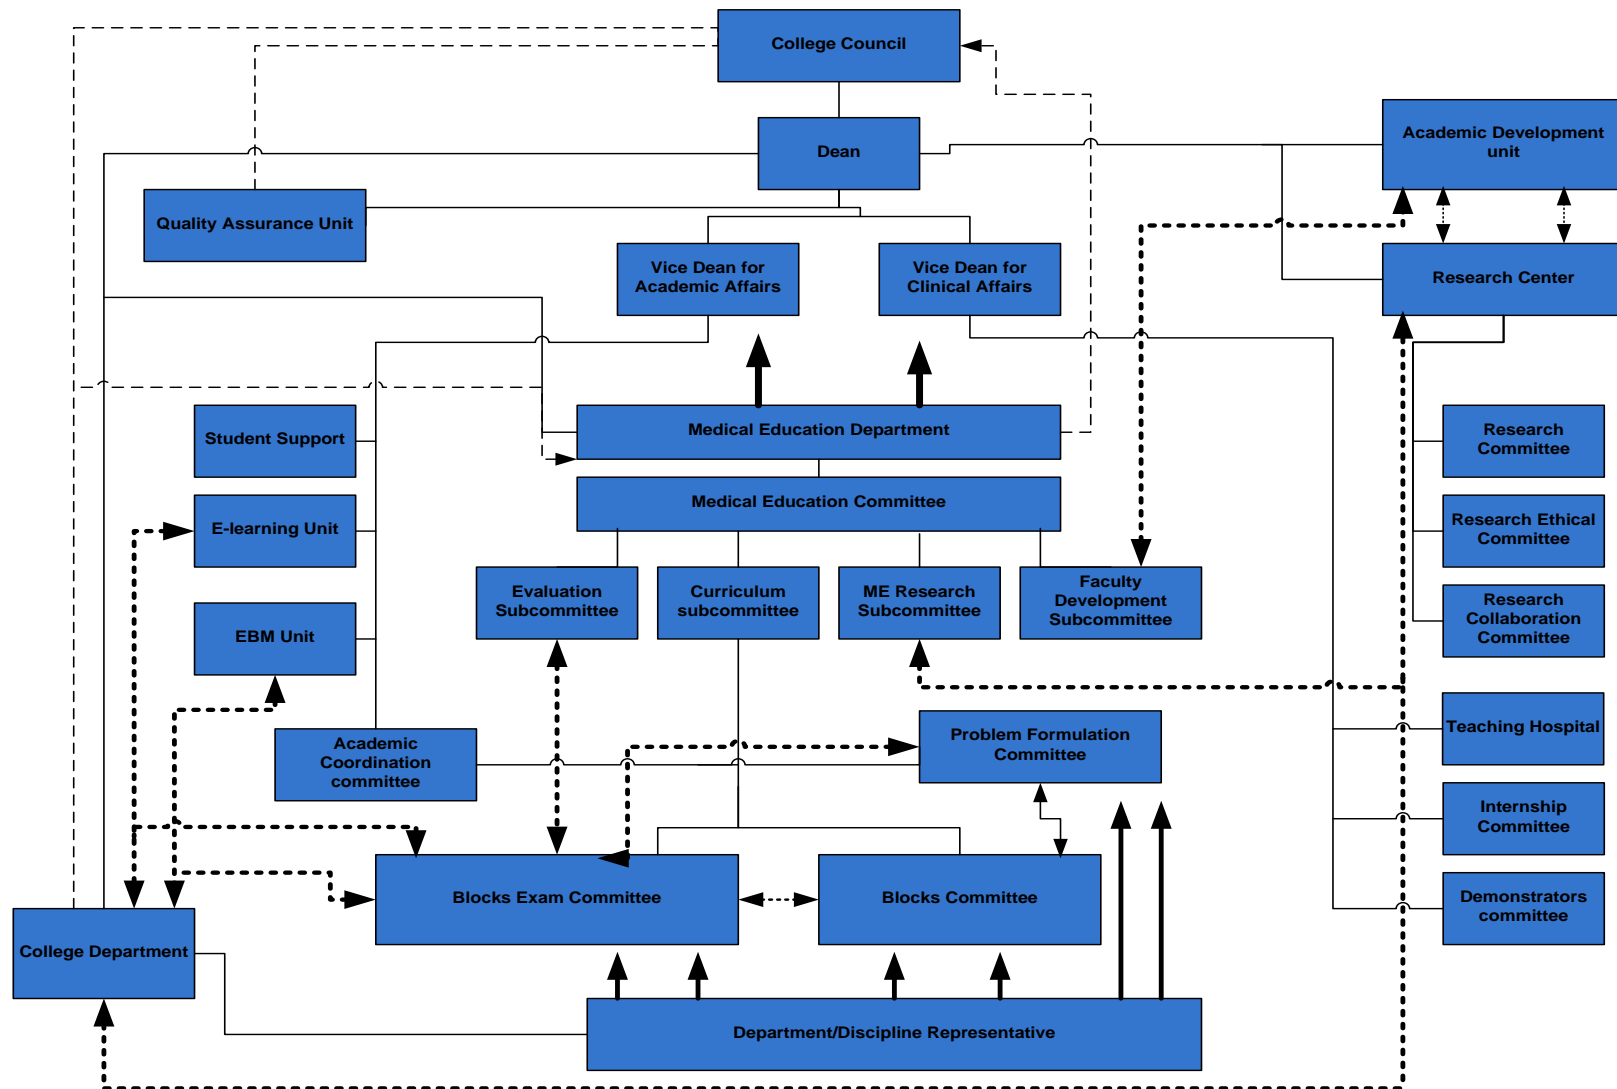 College Council
Academic Development
unit
Dean
Quality Assurance Unit
Vice Dean for
Academic Affairs
Vice Dean for
Clinical Affairs
Research Center
Medical Education Department
Student Support
Research
Committee
Medical Education Committee
E-learning Unit
Research Ethical
Committee
Evaluation
Subcommittee
Curriculum
subcommittee
ME Research
Subcommittee
Faculty
Development
Subcommittee
Research
Collaboration
Committee
EBM Unit
Academic
Coordination
committee
Problem Formulation
Committee
Teaching Hospital
Internship
Committee
Blocks Exam Committee
Blocks Committee
Demonstrators
committee
College Department
Department/Discipline Representative